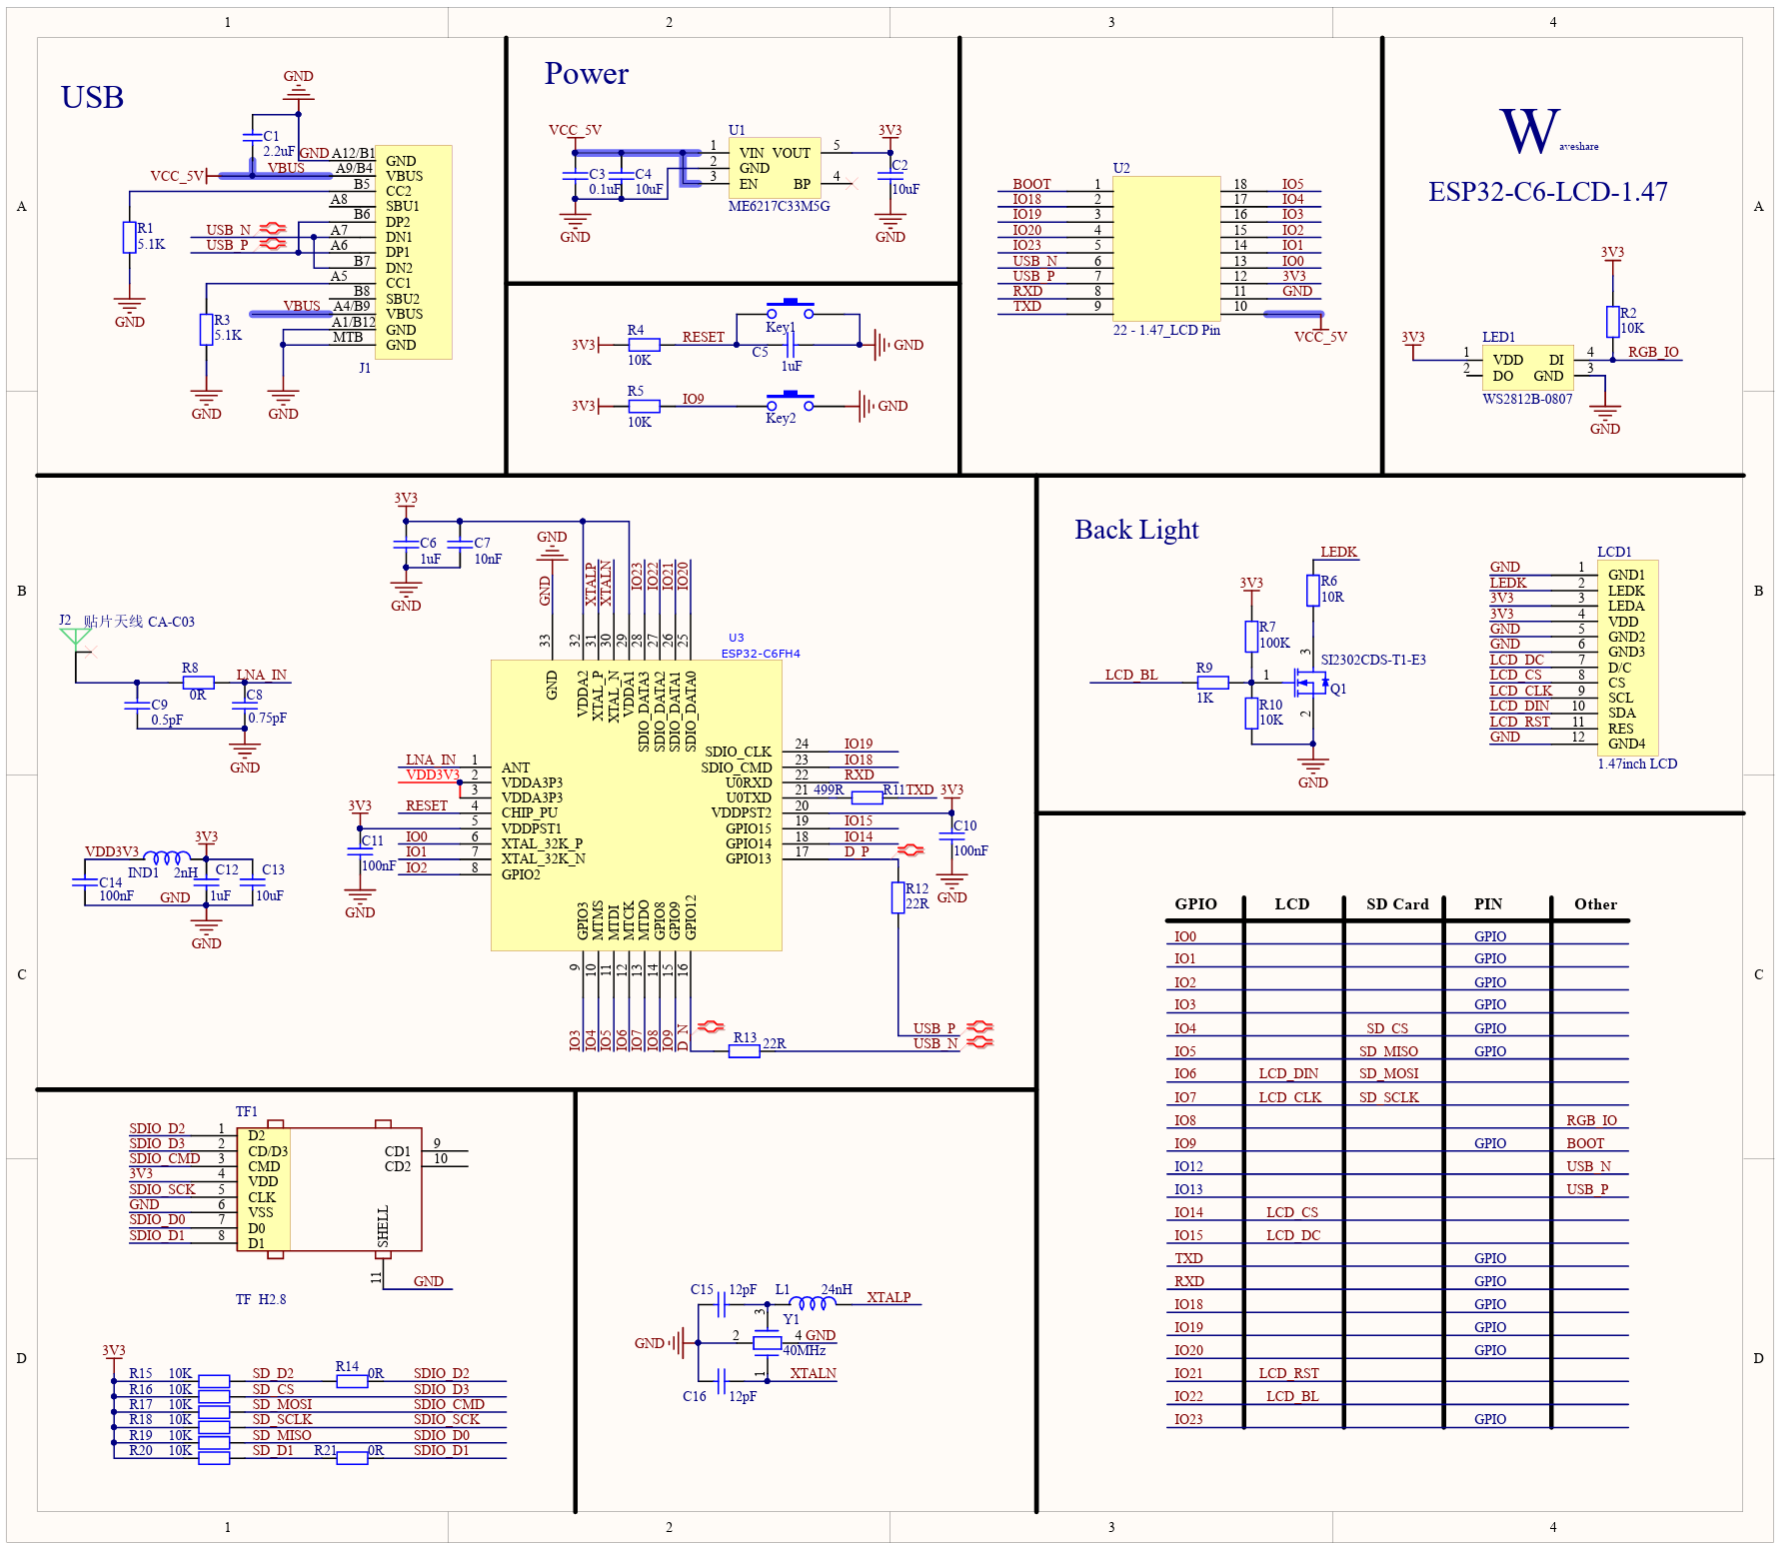 1 2 3 4
A
B
C
D
USB
GND
C1
2.2uF
VCC_5V
VBUS
GND A12/B1 GND
A9/B4 VBUS
B5 CC2
A8 SBU1
B6 DP2
USB_N A7 DN1
USB_P A6 DP1
B7 DN2
A5 CC1
B8 SBU2
VBUS A4/B9 VBUS
A1/B12 GND
MTB GND
J1
R1
5.1K
R3
5.1K
GND
GND GND
Power
VCC_5V
C3
0.1uF
C4
10uF
GND
U1
1 VIN VOUT 5
2 GND
3 EN BP 4
ME6217C33M5G
3V3
C2
10uF
GND
3V3 R4 RESET
10K
Key1
C5
1uF
GND
3V3 R5 IO9
10K
Key2
GND
U2
BOOT 1 18 IO5
IO18 2 17 IO4
IO19 3 16 IO3
IO20 4 15 IO2
IO23 5 14 IO1
USB_N 6 13 IO0
USB_P 7 12 3V3
RXD 8 11 GND
TXD 9 10
VCC_5V
22 - 1.47_LCD Pin
Waveshare
ESP32-C6-LCD-1.47
3V3
R2
10K
3V3
LED1
1 VDD DI 4 RGB_IO
2 DO GND 3
WS2812B-0807
GND
3V3
C6
1uF
C7
10nF
GND
J2 贴片天线 CA-C03
R8 LNA_IN
0R
C9
0.5pF
C8
0.75pF
GND
VDD3V3
IND1 2nH
3V3
C14
100nF
GND
C12
1uF
C13
10uF
GND
GND
GND 33 GND
32 VDDA2
XTALP 31 XTAL_P
XTALN 30 XTAL_N
29 VDDA1
IO23 28 SDIO_DATA3
IO22 27 SDIO_DATA2
IO21 26 SDIO_DATA1
IO20 25 SDIO_DATA0
U3
ESP32-C6FH4
LNA_IN 1 ANT
VDD3V3 2 VDDA3P3
3 VDDA3P3
RESET 4 CHIP_PU
5 VDDPST1
IO0 6 XTAL_32K_P
IO1 7 XTAL_32K_N
IO2 8 GPIO2
3V3
C11
100nF
GND
SDIO_CLK 24 IO19
SDIO_CMD 23 IO18
U0RXD 22 RXD
U0TXD 21 499R R11 TXD
VDDPST2 20
GPIO15 19 IO15
GPIO14 18 IO14
GPIO13 17 D_P
3V3
C10
100nF
GND
R12
22R
GPIO3 9 IO3
MTMS 10 IO4
MTDI 11 IO5
MTCK 12 IO6
MTDO 13 IO7
GPIO8 14 IO8
GPIO9 15 IO9
GPIO12 16 D_N
R13 22R
USB_P
USB_N
Back Light
LEDK
R6
10R
3V3
R7
100K
LCD_BL
R9
1K
R10
10K
1
2
3
SI2302CDS-T1-E3
Q1
GND
LCD1
GND 1 GND1
LEDK 2 LEDK
3V3 3 LEDA
3V3 4 VDD
GND 5 GND2
GND 6 GND3
LCD_DC 7 D/C
LCD_CS 8 CS
LCD_CLK 9 SCL
LCD_DIN 10 SDA
LCD_RST 11 RES
GND 12 GND4
1.47inch LCD
GPIO LCD SD Card PIN Other
IO0 GPIO
IO1 GPIO
IO2 GPIO
IO3 GPIO
IO4 SD_CS GPIO
IO5 SD_MISO GPIO
IO6 LCD_DIN SD_MOSI
IO7 LCD_CLK SD_SCLK
IO8 RGB_IO
IO9 GPIO BOOT
IO12 USB_N
IO13 USB_P
IO14 LCD_CS
IO15 LCD_DC
TXD GPIO
RXD GPIO
IO18 GPIO
IO19 GPIO
IO20 GPIO
IO21 LCD_RST
IO22 LCD_BL
IO23 GPIO
TF1
SDIO_D2 1 D2
SDIO_D3 2 CD/D3
SDIO_CMD 3 CMD
3V3 4 VDD
SDIO_SCK 5 CLK
GND 6 VSS
SDIO_D0 7 D0
SDIO_D1 8 D1
CD1 9
CD2 10
SHELL
11 GND
TF H2.8
3V3
R15 10K SD_D2 R14 0R SDIO_D2
R16 10K SD_CS SDIO_D3
R17 10K SD_MOSI SDIO_CMD
R18 10K SD_SCLK SDIO_SCK
R19 10K SD_MISO SDIO_D0
R20 10K SD_D1 R21 0R SDIO_D1
C15 12pF L1 24nH XTALP
3 Y1
GND 2 4 GND
40MHz
1 XTALN
C16 12pF
A
B
C
D
1 2 3 4